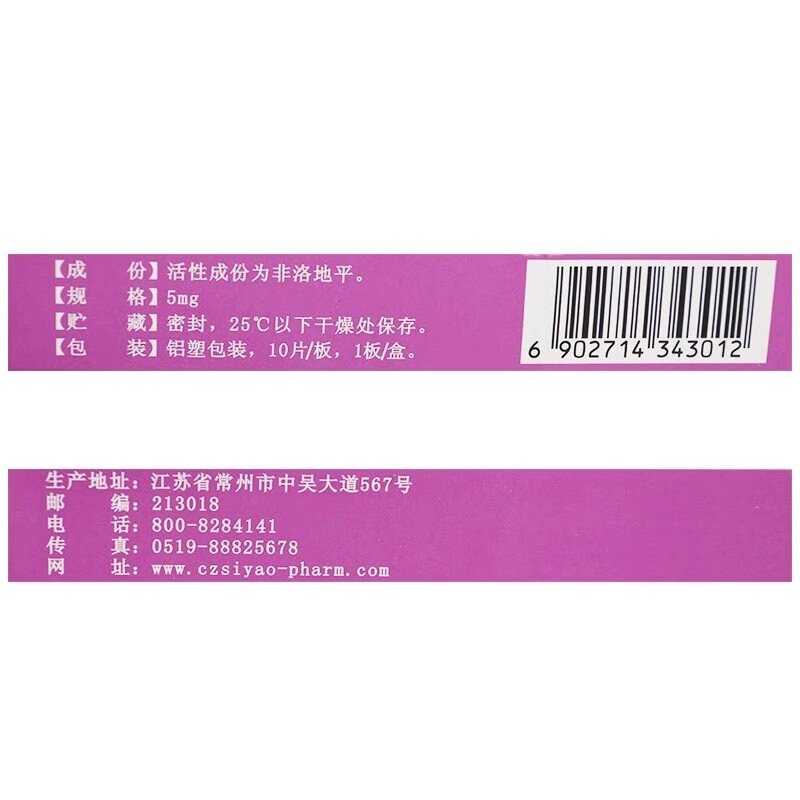 【成 份】活性成份为非洛地平。
【规 格】5mg
【贮 藏】密封，25℃以下干燥处保存。
【包 装】铝塑包装，10片/板，1板/盒。
6 902714 343012
生产地址：江苏省常州市中吴大道567号
邮 编：213018
电 话：800-8284141
传 真：0519-88825678
网 址：www.czsiyao-pharm.com